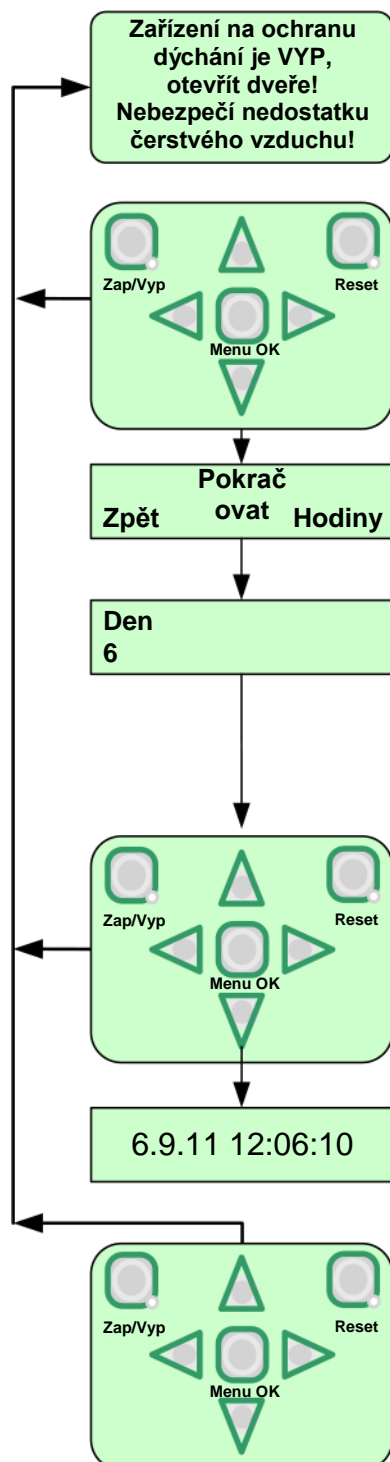 Zařízení na ochranu
dýchání je VYP,
otevřít dveře!
Nebezpečí nedostatku
čerstvého vzduchu!
Zap/Vyp
Reset
Menu OK
Pokrač
ovat
Zpět
Hodiny
Den
6
Zap/Vyp
Reset
Menu OK
6.9.11 12:06:10
Zap/Vyp
Reset
Menu OK